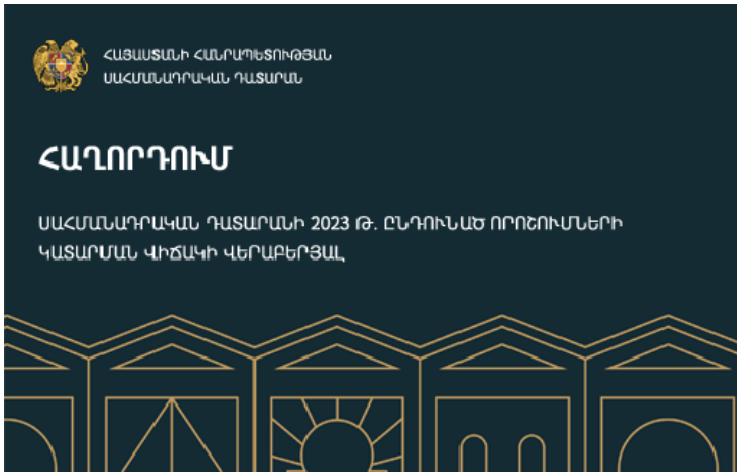 ՀԱՅԱՍՏԱՆԻ ՀԱՆՐԱՊԵՏՈՒԹՅԱՆ
ՍԱՀՄԱՆԱԴՐԱԿԱՆ ԴԱՏԱՐԱՆ
ՀԱՂՈՐԴՈՒՄ
ՍԱՀՄԱՆԱԴՐԱԿԱՆ ԴԱՏԱՐԱՆԻ 2023 Թ. ԸՆԴՈՒՆԱԾ ՈՐՈՇՈՒՄՆԵՐԻ
ԿԱՏԱՐՄԱՆ ՎԻՃԱԿԻ ՎԵՐԱԲԵՐՅԱԼ